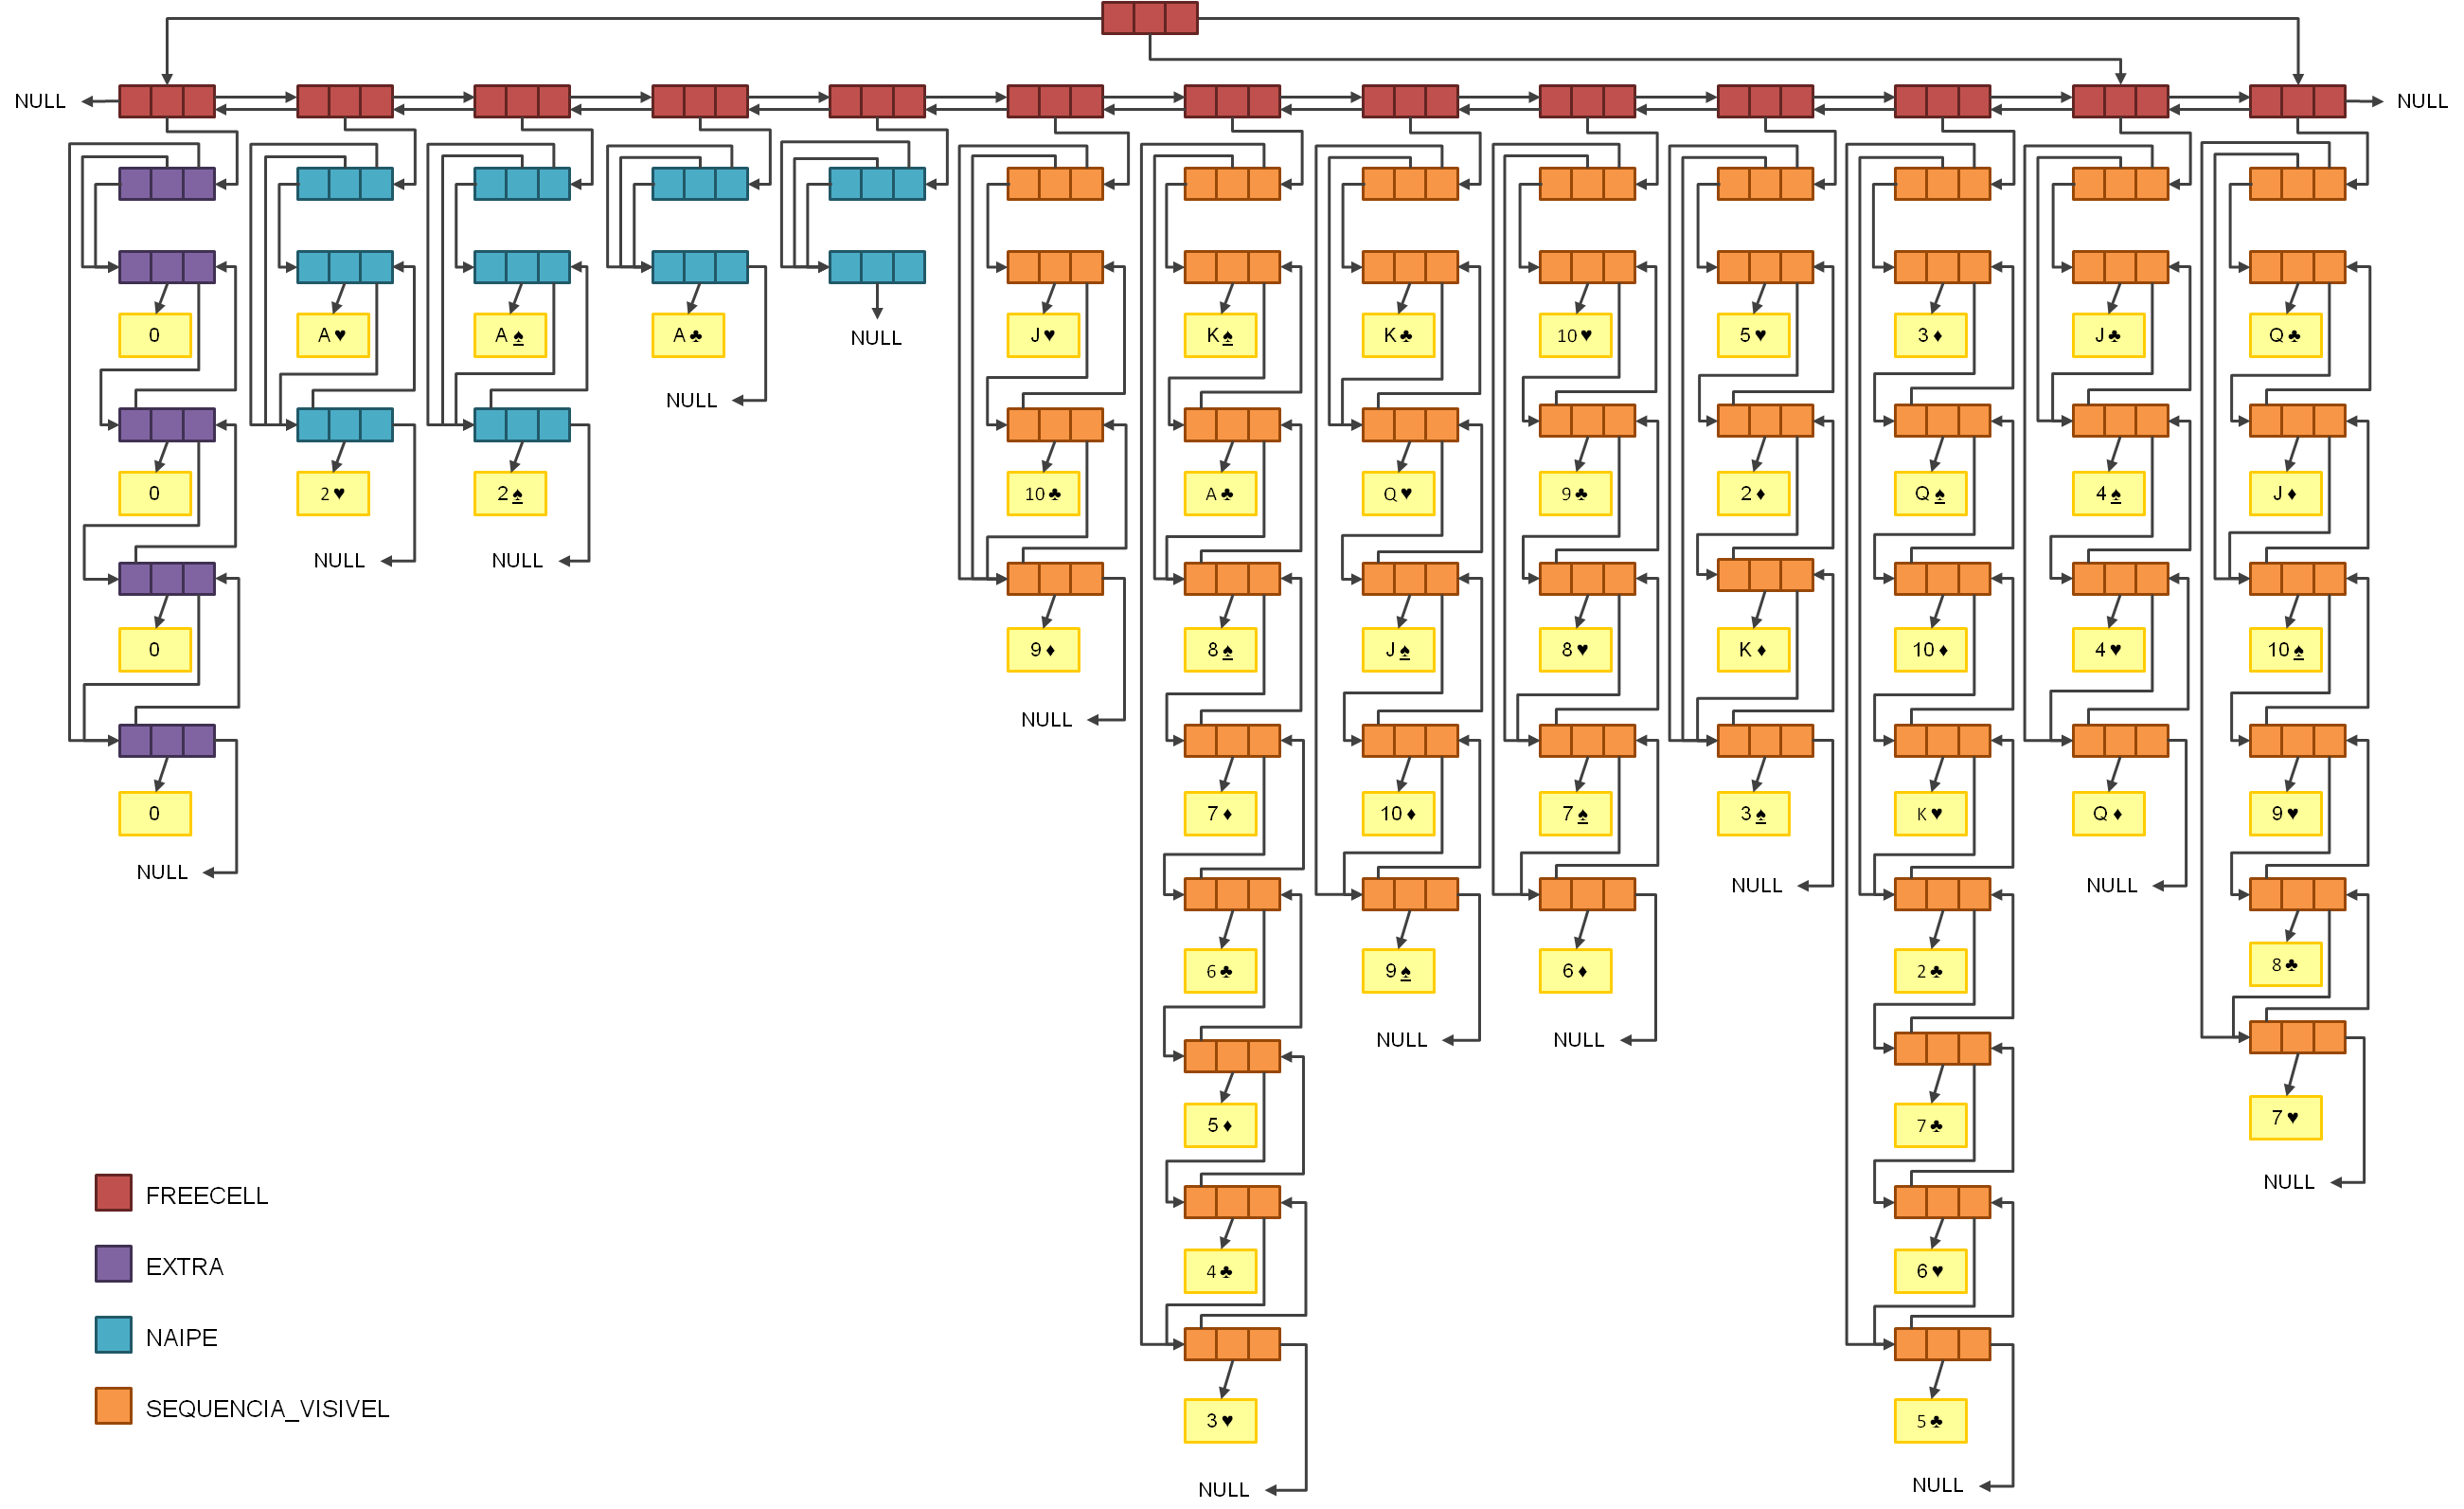 NULL
NULL
0
A ♥
A ♠
A ♣
NULL
J ♥
K ♠
K ♣
10 ♥
5 ♥
3 ♦
J ♣
Q ♣
NULL
0
2 ♥
2 ♠
10 ♣
A ♣
Q ♥
9 ♣
2 ♦
Q ♠
4 ♠
J ♦
NULL
NULL
0
9 ♦
8 ♠
J ♠
8 ♥
K ♦
10 ♦
4 ♥
10 ♠
NULL
0
7 ♦
10 ♦
7 ♠
3 ♠
K ♥
Q ♦
9 ♥
NULL
NULL
NULL
6 ♣
9 ♠
6 ♦
2 ♣
8 ♣
NULL
NULL
5 ♦
7 ♣
7 ♥
NULL
FREECELL
EXTRA
4 ♣
6 ♥
NAIPE
SEQUENCIA_VISIVEL
3 ♥
5 ♣
NULL
NULL